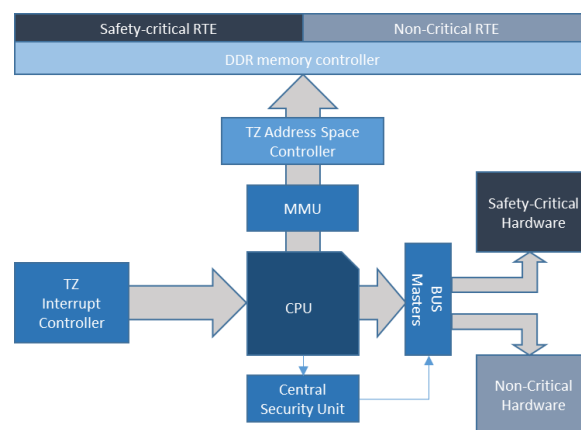 Safety-critical RTE
Non-Critical RTE
DDR memory controller
TZ Address Space
Controller
MMU
Safety-Critical
Hardware
TZ
Interrupt
Controller
CPU
BUS
Masters
Central
Security Unit
Non-Critical
Hardware